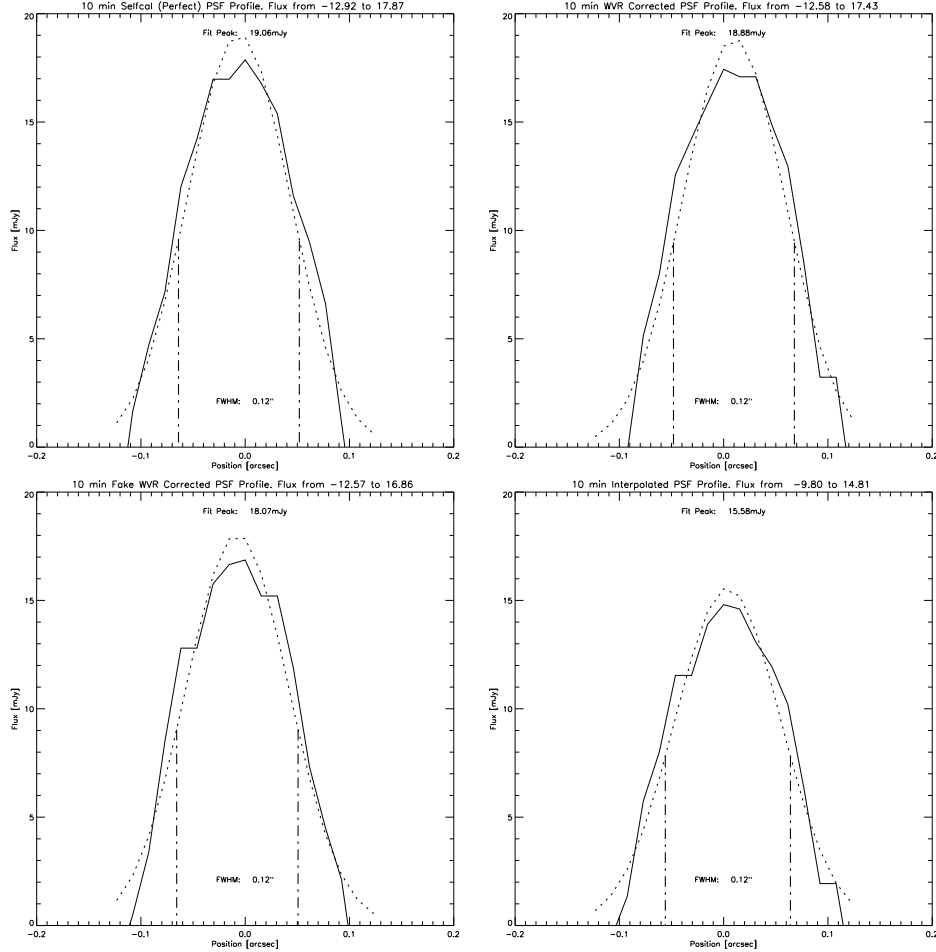 10 min Selfcal (Perfect) PSF Profile. Flux from −12.92 to 17.87
Fit Peak: 19.06mJy
20
15
10
5
0
Flux [mJy]
FWHM: 0.12"
−0.2 −0.1 0.0 0.1 0.2
Position [arcsec]
10 min WVR Corrected PSF Profile. Flux from −12.58 to 17.43
Fit Peak: 18.88mJy
20
15
10
5
0
Flux [mJy]
FWHM: 0.12"
−0.2 −0.1 0.0 0.1 0.2
Position [arcsec]
10 min Fake WVR Corrected PSF Profile. Flux from −12.57 to 16.86
Fit Peak: 18.07mJy
20
15
10
5
0
Flux [mJy]
FWHM: 0.12"
−0.2 −0.1 0.0 0.1 0.2
Position [arcsec]
10 min Interpolated PSF Profile. Flux from −9.80 to 14.81
Fit Peak: 15.58mJy
20
15
10
5
0
Flux [mJy]
FWHM: 0.12"
−0.2 −0.1 0.0 0.1 0.2
Position [arcsec]